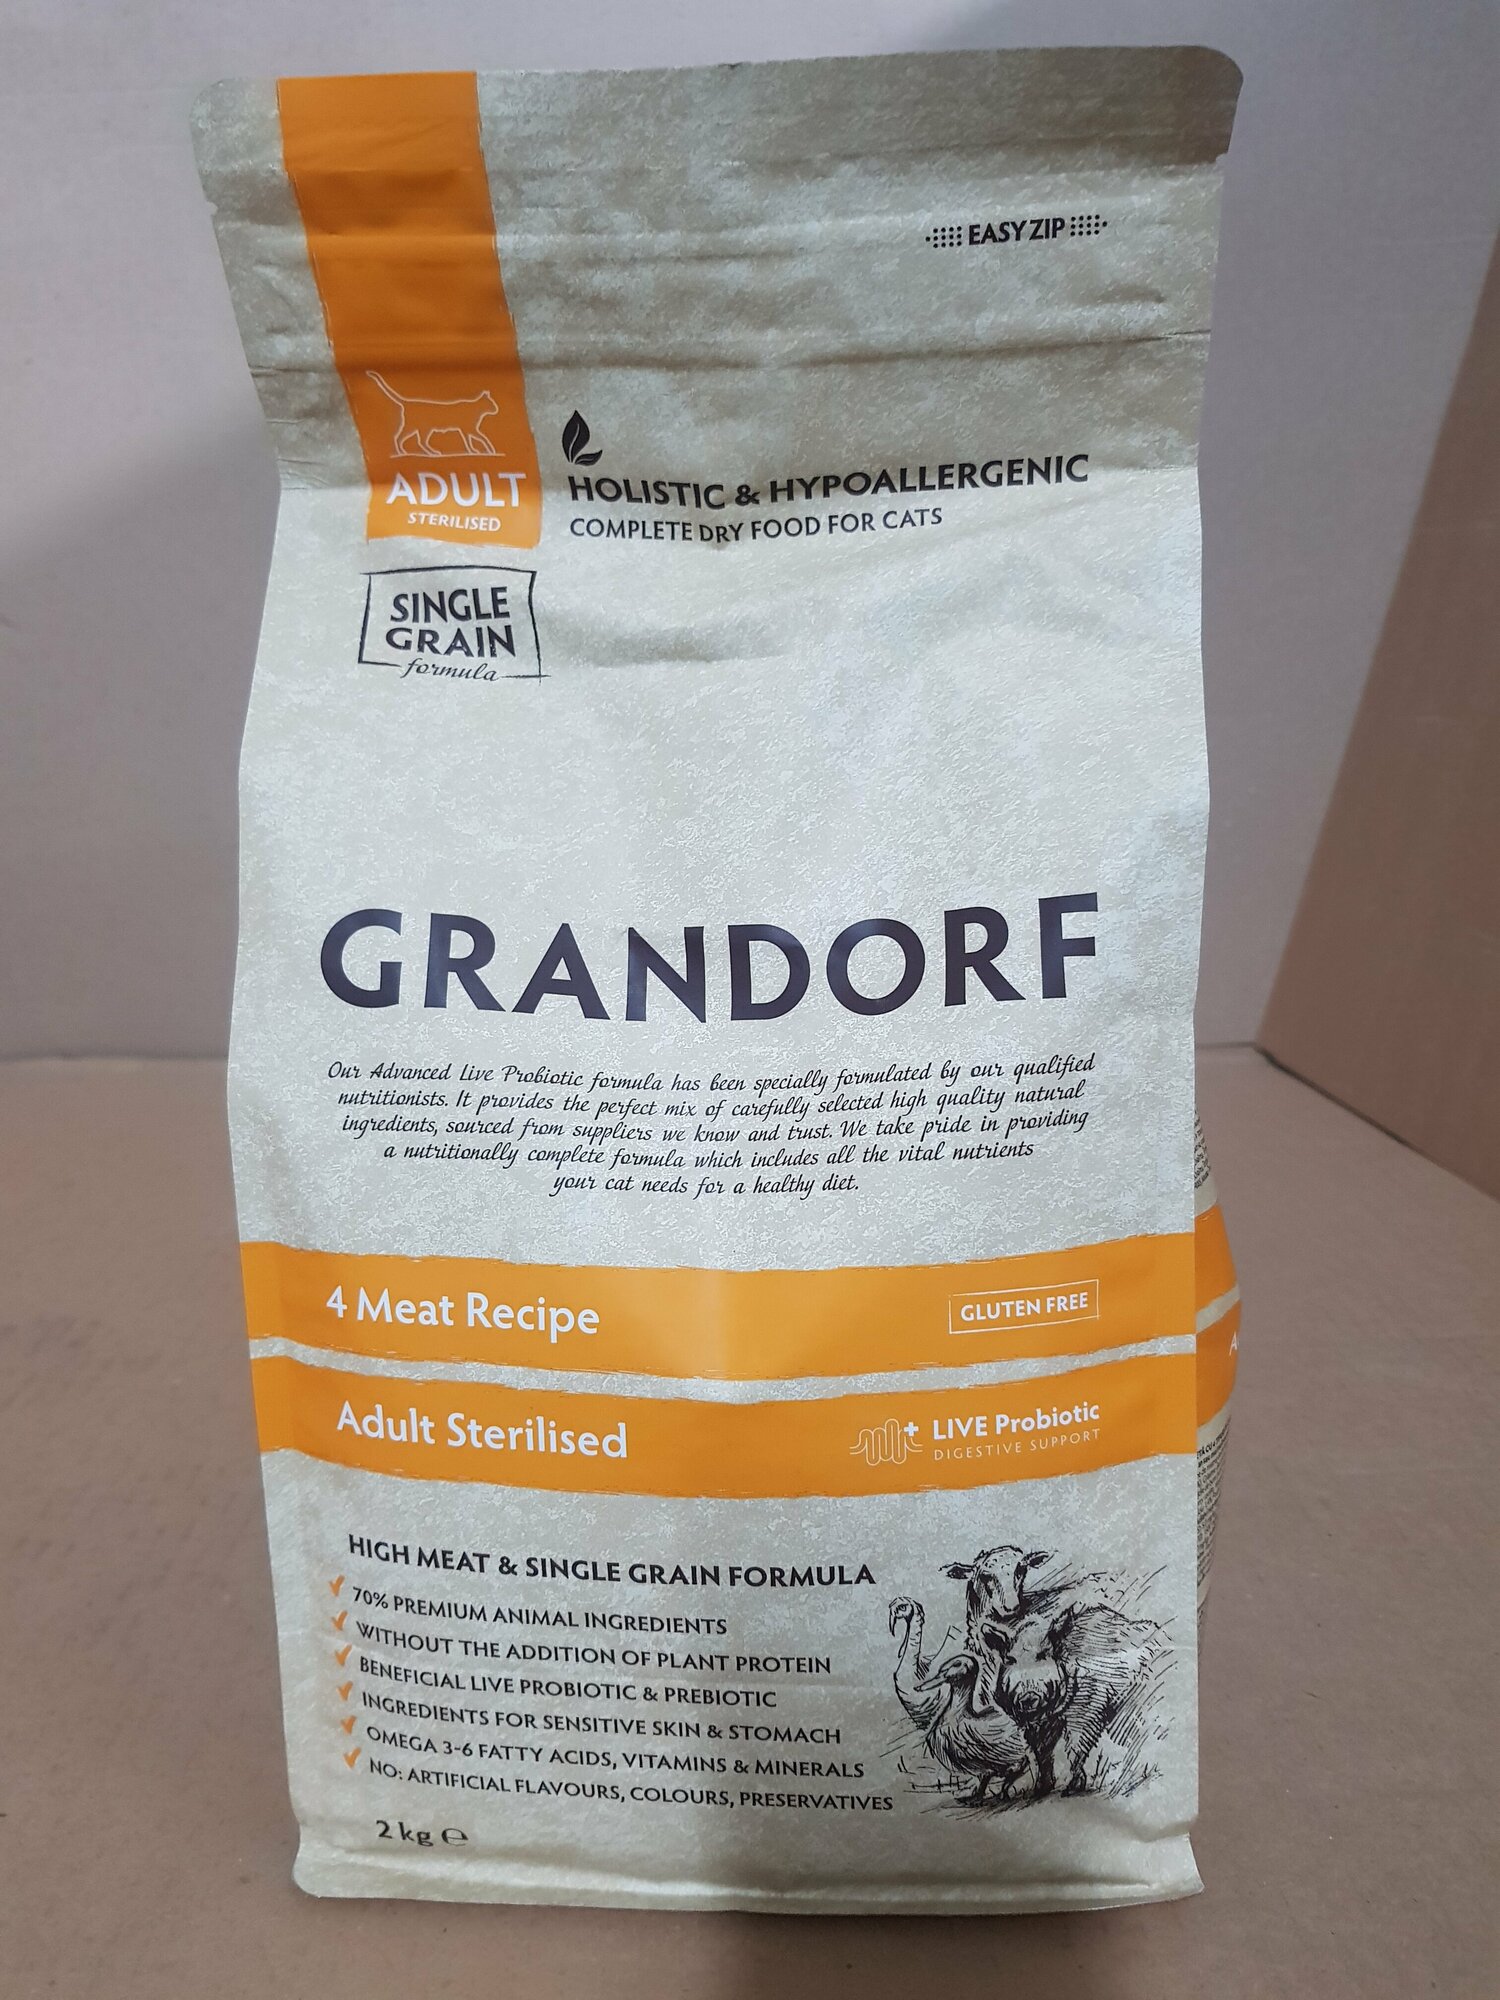 EASY ZIP
ADULT
STERILISED
HOLISTIC & HYPOALLERGENIC
COMPLETE DRY FOOD FOR CATS
SINGLE
GRAIN
formula
GRANDORF
Our Advanced Live Probiotic formula has been specially formulated by our qualified
nutritionists. It provides the perfect mix of carefully selected high quality natural
ingredients, sourced from suppliers we know and trust. We take pride in providing
a nutritionally complete formula which includes all the vital nutrients
your cat needs for a healthy diet.
4 Meat Recipe
GLUTEN FREE
Adult Sterilised
LIVE Probiotic
DIGESTIVE SUPPORT
HIGH MEAT & SINGLE GRAIN FORMULA
70% PREMIUM ANIMAL INGREDIENTS
WITHOUT THE ADDITION OF PLANT PROTEIN
BENEFICIAL LIVE PROBIOTIC & PREBIOTIC
INGREDIENTS FOR SENSITIVE SKIN & STOMACH
OMEGA 3-6 FATTY ACIDS, VITAMINS & MINERALS
NO: ARTIFICIAL FLAVOURS, COLOURS, PRESERVATIVES
2 kg ℮